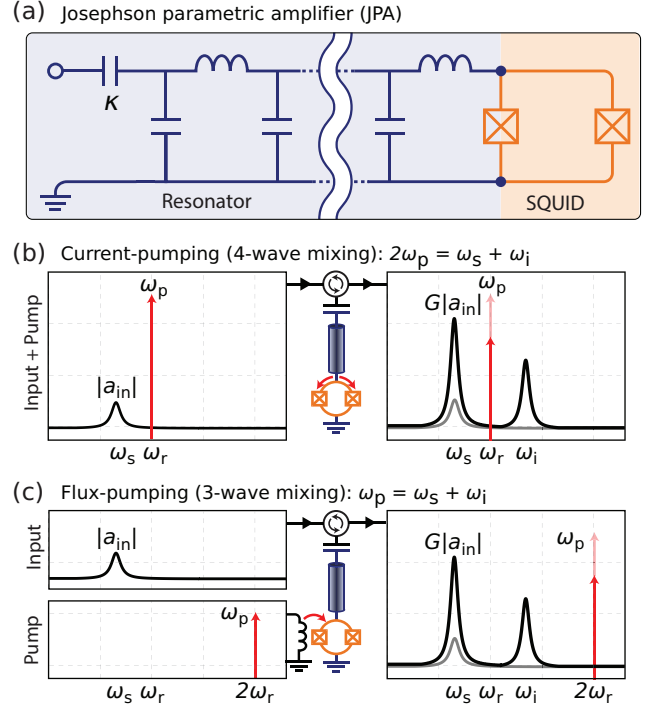 (a) Josephson parametric amplifier (JPA)
κ
Resonator
SQUID
(b) Current-pumping (4-wave mixing): 2ωp = ωs + ωi
Input + Pump
ωp
|ain|
ωs ωr
ωp
G|ain|
ωs ωr ωi
(c) Flux-pumping (3-wave mixing): ωp = ωs + ωi
Input
|ain|
Pump
ωp
ωs ωr 2ωr
G|ain|
ωp
ωs ωr ωi 2ωr